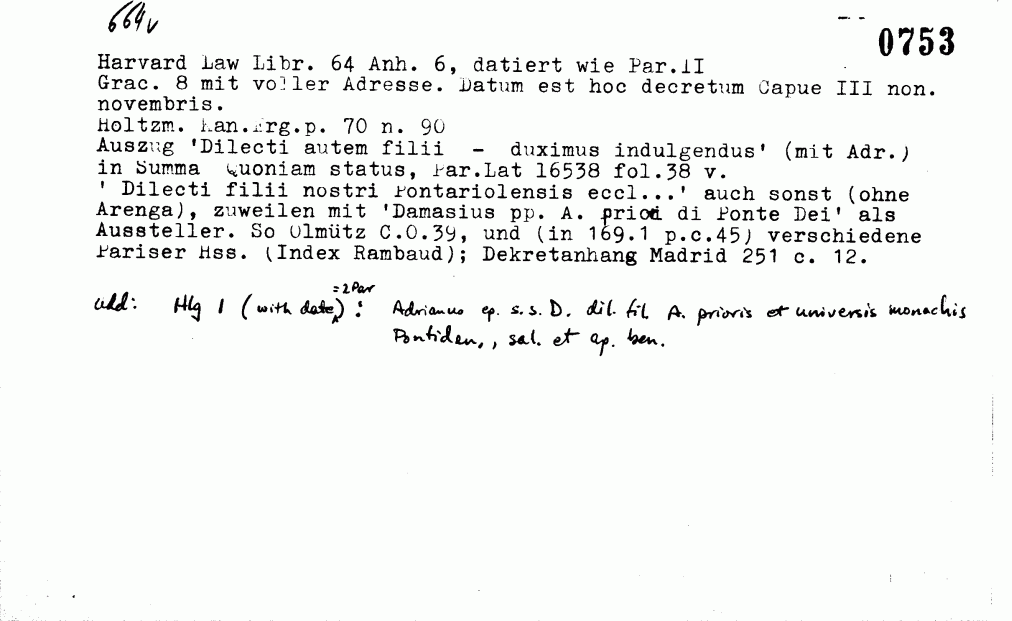 664v
0753
Harvard Law Libr. 64 Anh. 6, datiert wie Par.II
Grac. 8 mit voller Adresse. Datum est hoc decretum Capue III non.
novembris.
Holtzm. Kan.Erg.p. 70 n. 90
Auszug 'Dilecti autem filii - duximus indulgendus' (mit Adr.)
in Summa Quoniam status, Par.Lat 16538 fol.38 v.
' Dilecti filii nostri Pontariolensis eccl...' auch sonst (ohne
Arenga), zuweilen mit 'Damasius pp. A. priori di Ponte Dei' als
Aussteller. So Olmütz C.O.39, und (in 169.1 p.c.45) verschiedene
Pariser Hss. (Index Rambaud); Dekretanhang Madrid 251 c. 12.
=2Par
add: Hlg 1 (with date): Adrianus ep. s.s. D. dil. fil. A. prioris et universis monachis
Pontiden., sal. et ap. ben.